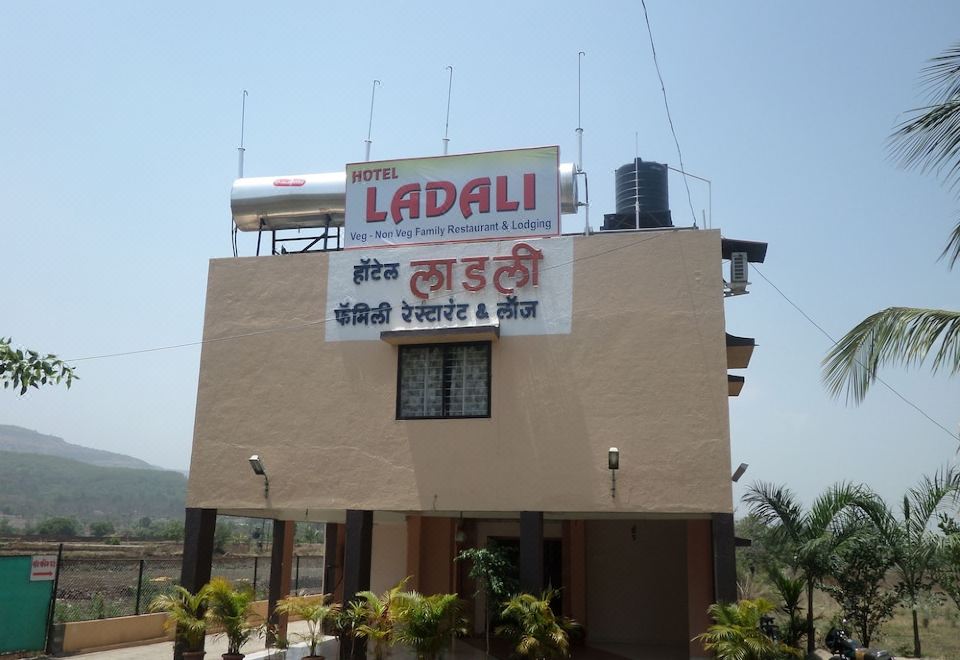 HOTEL
LADALI
Veg - Non Veg Family Restaurant & Lodging
हॉटेल लाडली
फॅमिली रेस्टारंट & लॉज